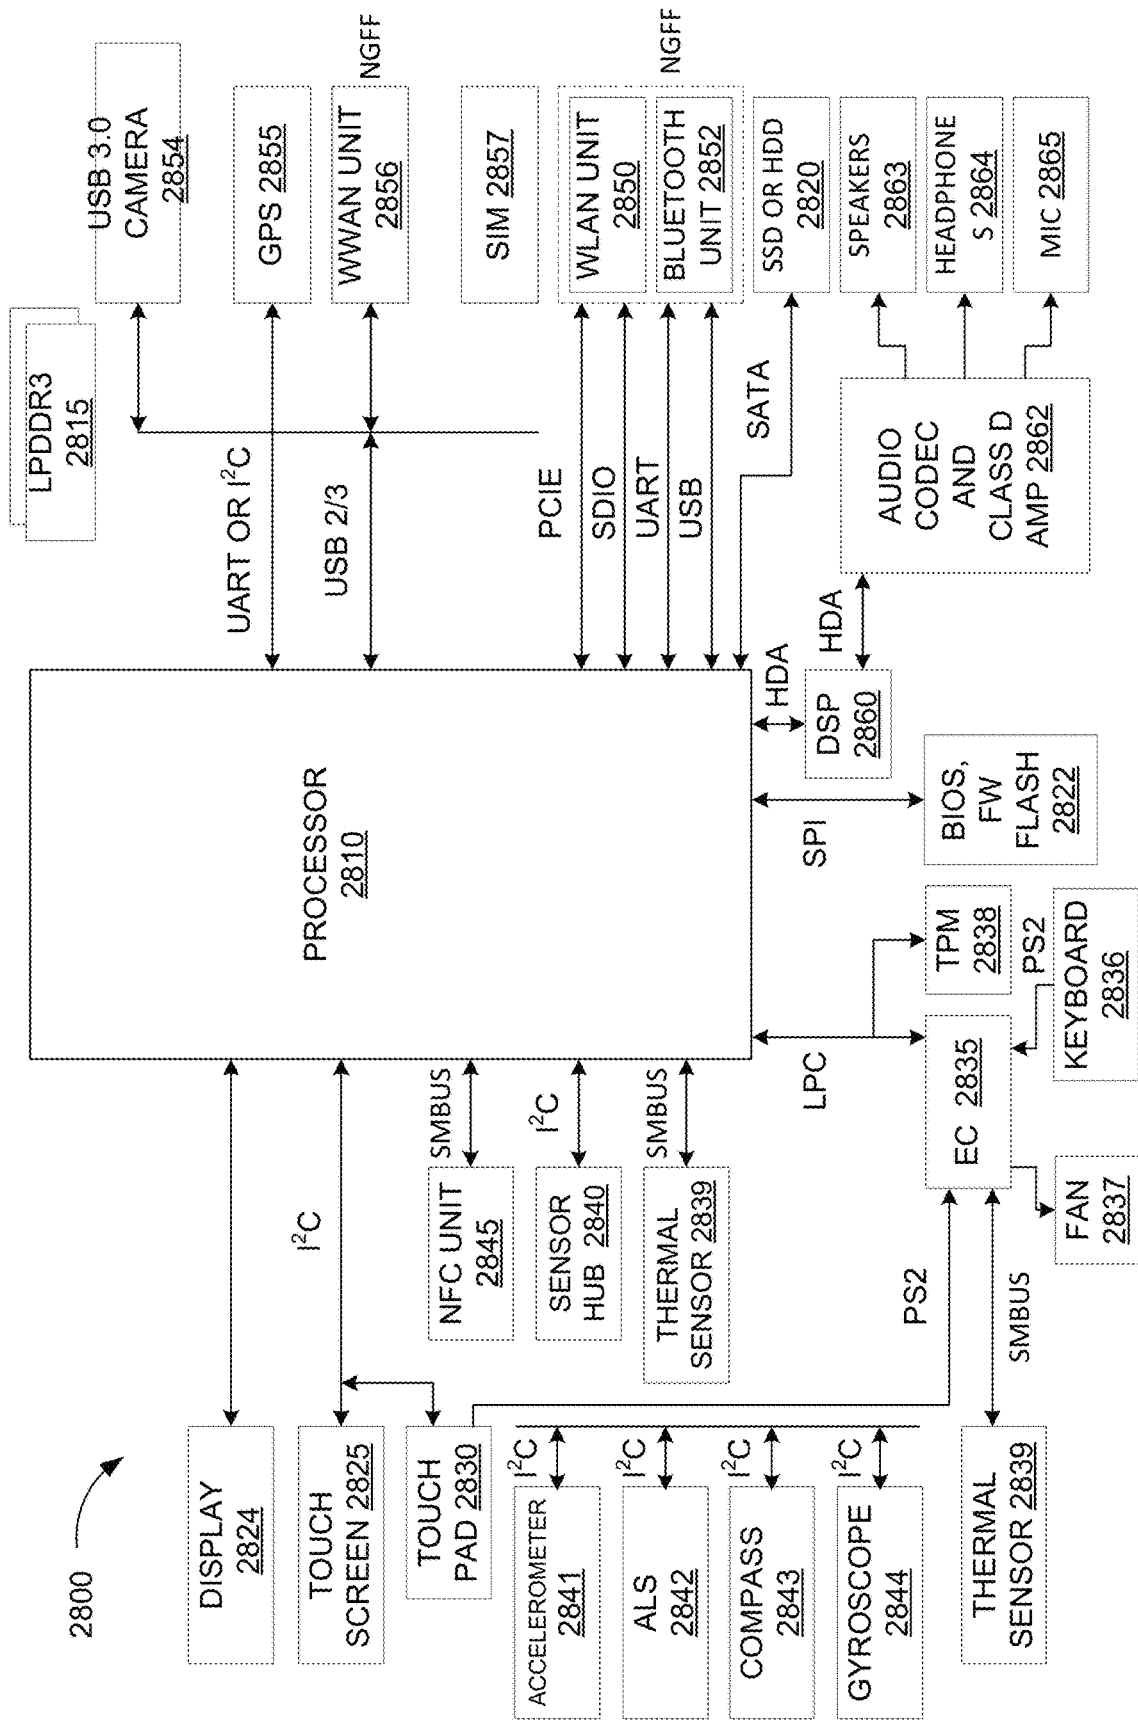 2800
DISPLAY
2824
TOUCH
SCREEN 2825
TOUCH
PAD 2830
ACCELEROMETER
2841
ALS
2842
COMPASS
2843
GYROSCOPE
2844
THERMAL
SENSOR 2839
I²C
I²C
I²C
I²C
I²C
SMBUS
PS2
NFC UNIT
2845
SENSOR
HUB 2840
THERMAL
SENSOR 2839
SMBUS
I²C
SMBUS
FAN
2837
EC 2835
KEYBOARD
2836
PS2
LPC
TPM
2838
PROCESSOR
2810
SPI
BIOS,
FW
FLASH
2822
DSP
2860
HDA
HDA
LPDDR3
2815
UART OR I²C
USB 2/3
PCIE
SDIO
UART
USB
SATA
AUDIO
CODEC
AND
CLASS D
AMP 2862
USB 3.0
CAMERA
2854
GPS 2855
WWAN UNIT
2856
NGFF
SIM 2857
WLAN UNIT
2850
BLUETOOTH
UNIT 2852
NGFF
SSD OR HDD
2820
SPEAKERS
2863
HEADPHONE
S 2864
MIC 2865